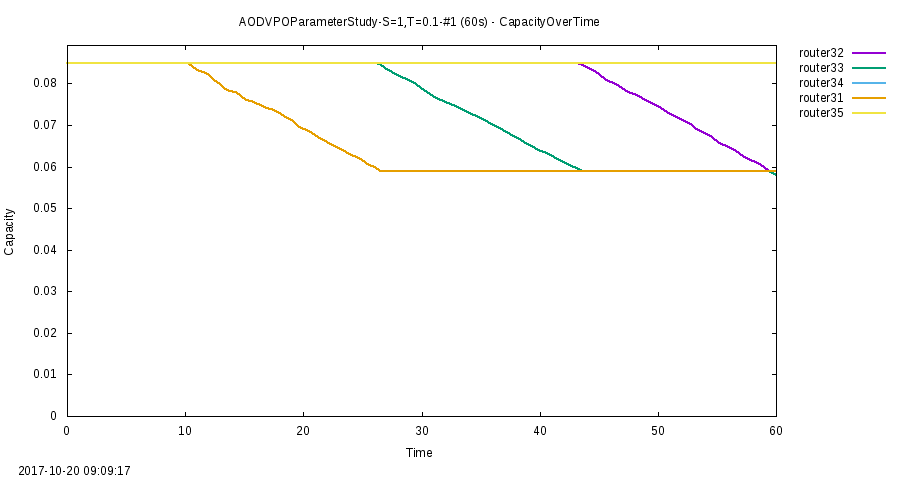 AODVPOParameterStudy-S=1,T=0.1-#1 (60s) - CapacityOverTime
router32
router33
router34
router31
router35
0.08
0.07
0.06
0.05
0.04
0.03
0.02
0.01
0
Capacity
0 10 20 30 40 50 60
Time
2017-10-20 09:09:17